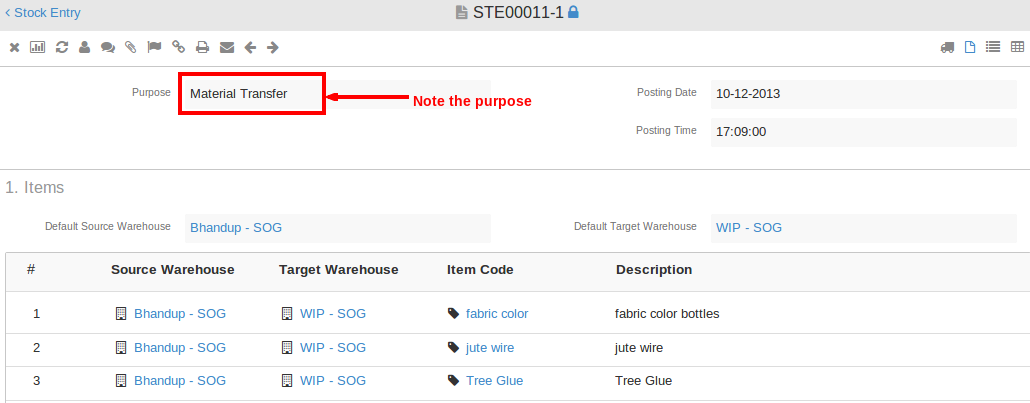 Stock Entry STE00011-1
Purpose Material Transfer Note the purpose Posting Date 10-12-2013
Posting Time 17:09:00
1. Items
Default Source Warehouse Bhandup - SOG Default Target Warehouse WIP - SOG
# Source Warehouse Target Warehouse Item Code Description
1 Bhandup - SOG WIP - SOG fabric color fabric color bottles
2 Bhandup - SOG WIP - SOG jute wire jute wire
3 Bhandup - SOG WIP - SOG Tree Glue Tree Glue